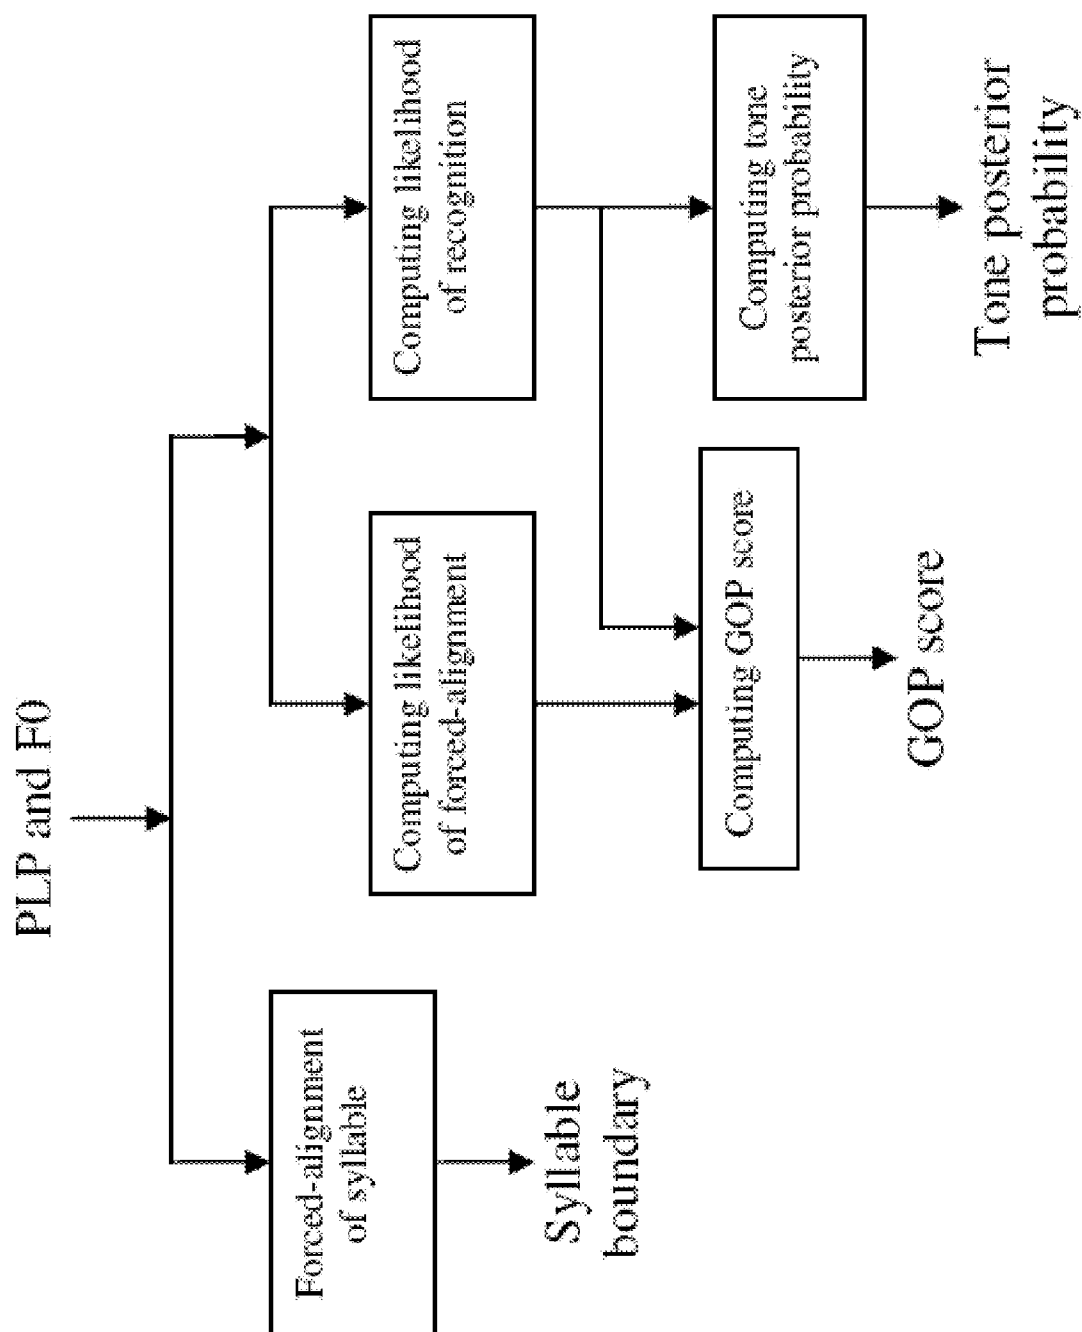 PLP and F0
Forced-alignment
of syllable
Syllable
boundary
Computing likelihood
of forced-alignment
Computing likelihood
of recognition
Computing GOP score
GOP score
Computing tone
posterior probability
Tone posterior
probability